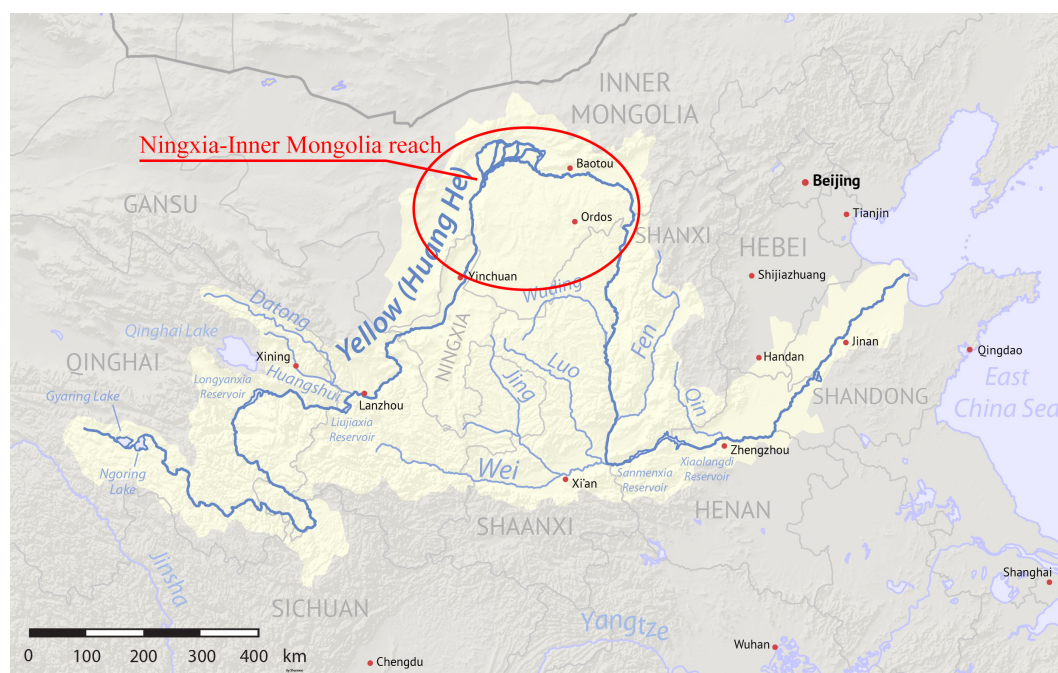 INNER
MONGOLIA
Ningxia-Inner Mongolia reach
Baotou
Beijing
GANSU
Ordos
Tianjin
SHANXI
HEBEI
Yellow (Huang He)
Yinchuan
Shijiazhuang
Wuding
Datong
Qinghai Lake
NINGXIA
Fen
Xining
QINGHAI
Huangshui
Luo
Handan
Jinan
Qingdao
Longyanxia
Reservoir
Jing
East
China Sea
Gyaring Lake
Lanzhou
Qin
SHANDONG
Liujiaxia
Reservoir
Zhengzhou
Ngoring
Lake
Wei
Xi'an
Sanmenxia
Reservoir
Xiaolangdi
Reservoir
HENAN
SHAANXI
Jinsha
Shanghai
SICHUAN
Yangtze
0 100 200 300 400 km
Wuhan
Chengdu